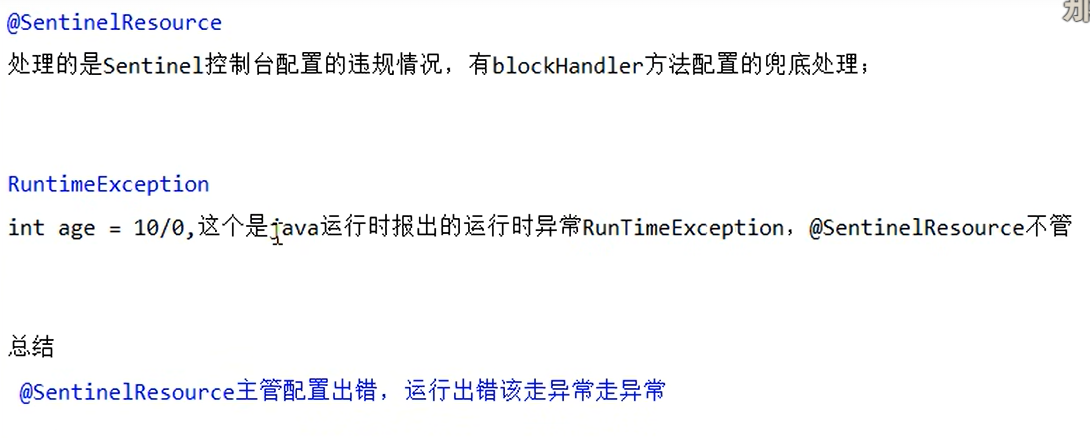 @SentinelResource
处理的是Sentinel控制台配置的违规情况，有blockHandler方法配置的兜底处理；
RuntimeException
int age = 10/0,这个是java运行时报出的运行时异常RunTimeException，@SentinelResource不管
总结
@SentinelResource主管配置出错，运行出错该走异常走异常